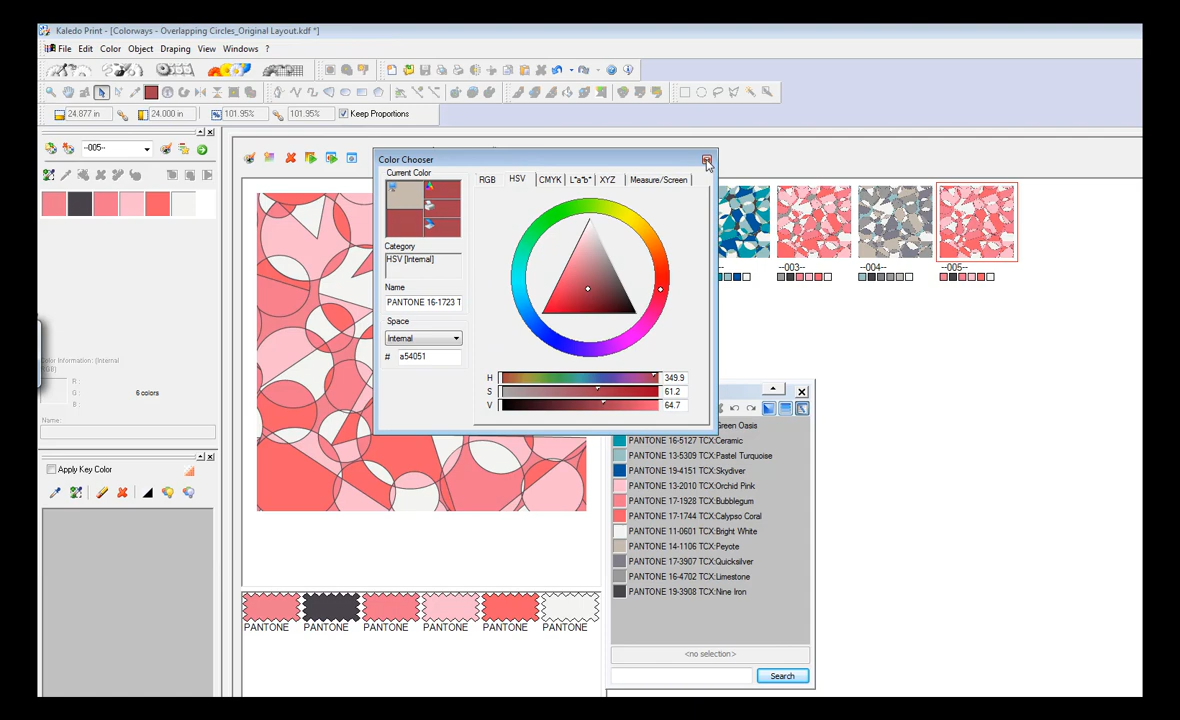 Kaledo Print - [Colorways - Overlapping Circles_Original Layout.kdf *]
File Edit Color Object Draping View Windows ?
24.877 in 24.000 in 101.95% 101.95% Keep Proportions
--005--
Color Chooser
Current Color
RGB HSV CMYK L*a*b* XYZ Measure/Screen
Category
HSV [Internal]
Name
PANTONE 16-1723 T
Space
Internal
# a54051
H 349.9
S 61.2
V 64.7
--003-- --004-- --005--
Color Information: (Internal
RGB)
R :
G :
B :
6 colors
Name:
Apply Key Color
Green Oasis
PANTONE 16-5127 TCX:Ceramic
PANTONE 13-5309 TCX:Pastel Turquoise
PANTONE 19-4151 TCX:Skydiver
PANTONE 13-2010 TCX:Orchid Pink
PANTONE 17-1928 TCX:Bubblegum
PANTONE 17-1744 TCX:Calypso Coral
PANTONE 11-0601 TCX:Bright White
PANTONE 14-1106 TCX:Peyote
PANTONE 17-3907 TCX:Quicksilver
PANTONE 16-4702 TCX:Limestone
PANTONE 19-3908 TCX:Nine Iron
<no selection>
Search
PANTONE PANTONE PANTONE PANTONE PANTONE PANTONE